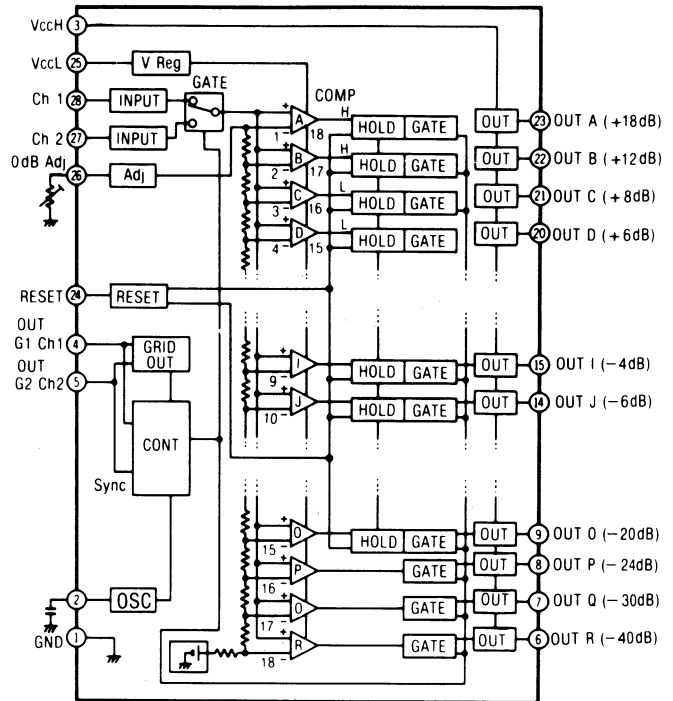 VccH 3
VccL 25 V Reg
GATE
Ch 1 28 INPUT
COMP
+ A H HOLD GATE OUT 23 OUT A (+18dB)
1 − 18
Ch 2 27 INPUT
+ B H HOLD GATE OUT 22 OUT B (+12dB)
2 − 17
0dB Adj
26 Adj
+ C L HOLD GATE OUT 21 OUT C (+8dB)
3 − 16
+ D L HOLD GATE OUT 20 OUT D (+6dB)
4 − 15
RESET 24 RESET
OUT
G1 Ch1 4
GRID
OUT
OUT
G2 Ch2 5
+ I HOLD GATE OUT 15 OUT I (−4dB)
9 −
+ J HOLD GATE OUT 14 OUT J (−6dB)
10 −
CONT
Sync
+ O HOLD GATE OUT 9 OUT O (−20dB)
15 −
+ P GATE OUT 8 OUT P (−24dB)
16 −
2 OSC
+ O GATE OUT 7 OUT Q (−30dB)
17 −
GND 1
+ R GATE OUT 6 OUT R (−40dB)
18 −